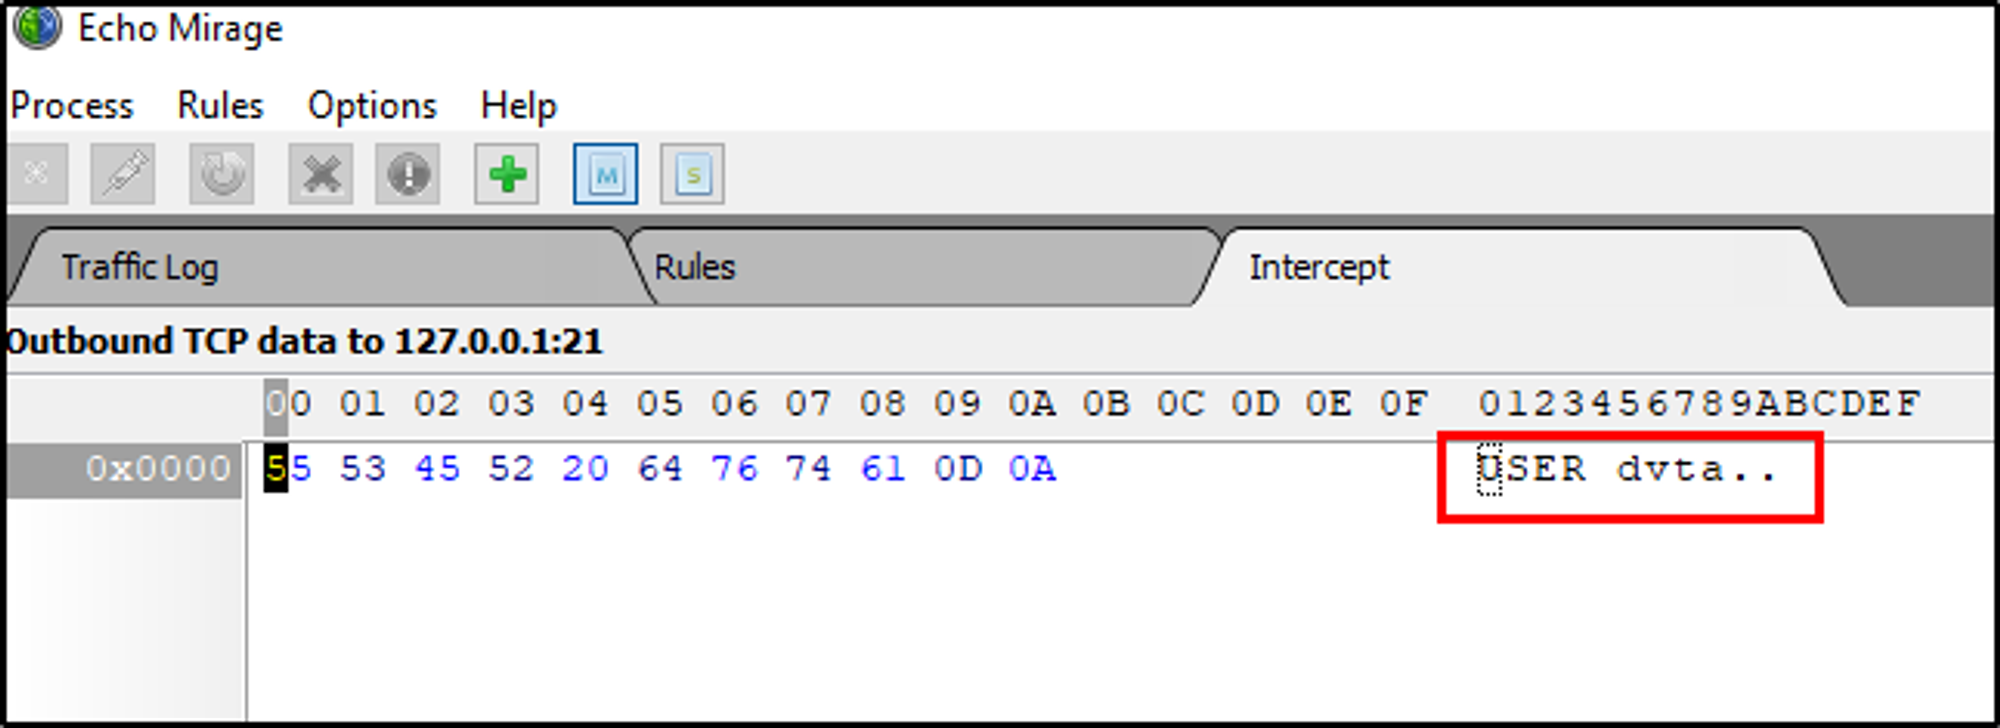 Echo Mirage
Process Rules Options Help
M S
Traffic Log Rules Intercept
Outbound TCP data to 127.0.0.1:21
00 01 02 03 04 05 06 07 08 09 0A 0B 0C 0D 0E 0F 0123456789ABCDEF
0x0000 55 53 45 52 20 64 76 74 61 0D 0A USER dvta..